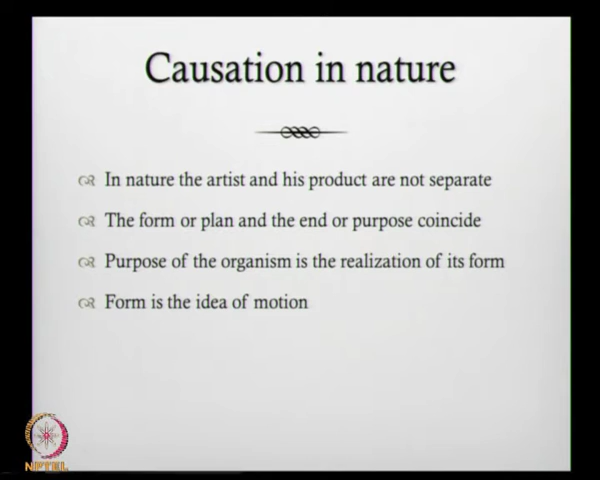 Causation in nature
In nature the artist and his product are not separate
The form or plan and the end or purpose coincide
Purpose of the organism is the realization of its form
Form is the idea of motion
NPTEL